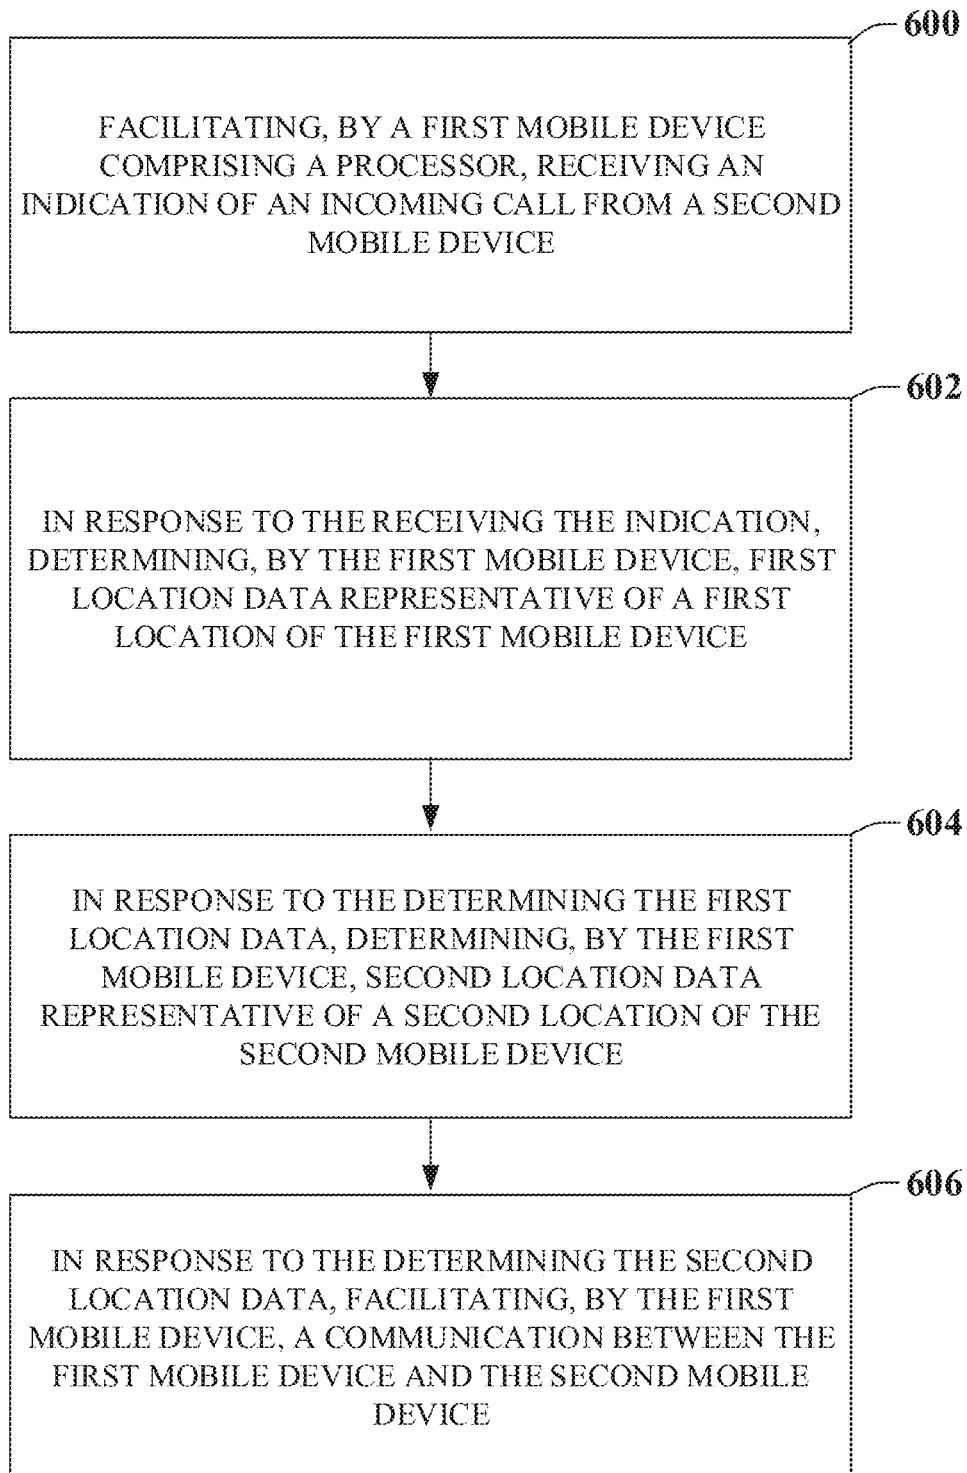 600
FACILITATING, BY A FIRST MOBILE DEVICE
COMPRISING A PROCESSOR, RECEIVING AN
INDICATION OF AN INCOMING CALL FROM A SECOND
MOBILE DEVICE
602
IN RESPONSE TO THE RECEIVING THE INDICATION,
DETERMINING, BY THE FIRST MOBILE DEVICE, FIRST
LOCATION DATA REPRESENTATIVE OF A FIRST
LOCATION OF THE FIRST MOBILE DEVICE
604
IN RESPONSE TO THE DETERMINING THE FIRST
LOCATION DATA, DETERMINING, BY THE FIRST
MOBILE DEVICE, SECOND LOCATION DATA
REPRESENTATIVE OF A SECOND LOCATION OF THE
SECOND MOBILE DEVICE
606
IN RESPONSE TO THE DETERMINING THE SECOND
LOCATION DATA, FACILITATING, BY THE FIRST
MOBILE DEVICE, A COMMUNICATION BETWEEN THE
FIRST MOBILE DEVICE AND THE SECOND MOBILE
DEVICE